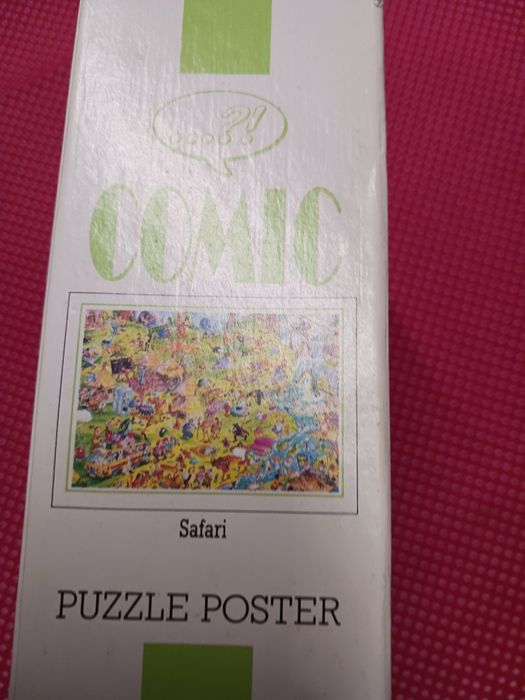 .....?!
COMIC
Safari
PUZZLE POSTER